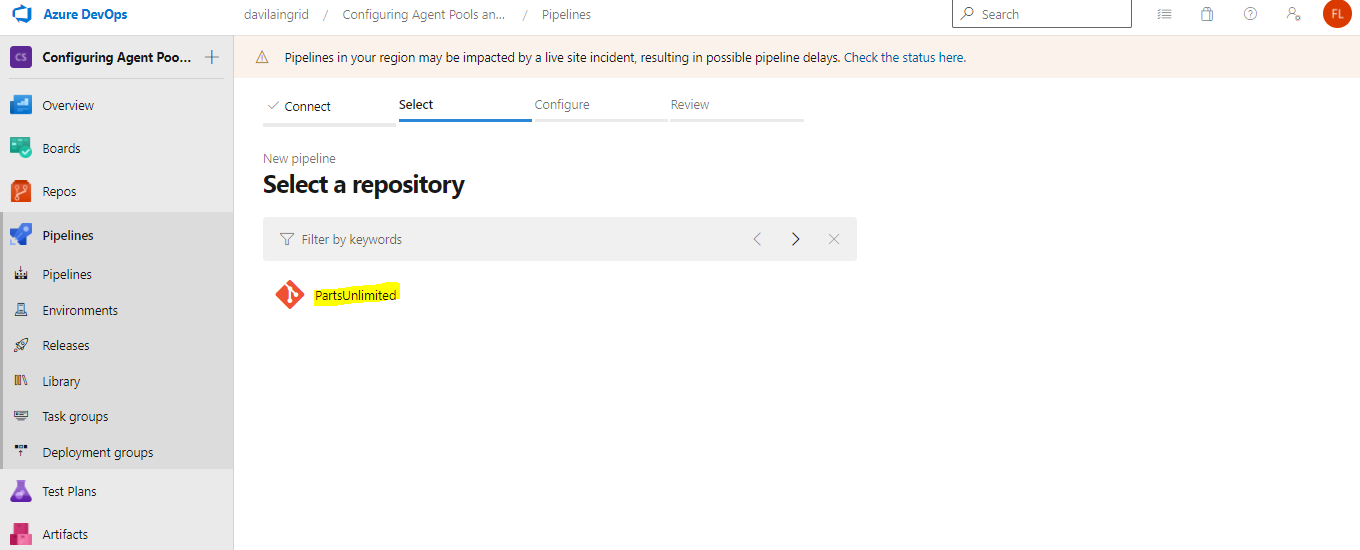 Azure DevOps
davilaingrid / Configuring Agent Pools an... / Pipelines
Search
FL
CS
Configuring Agent Poo...
Overview
Boards
Repos
Pipelines
Pipelines
Environments
Releases
Library
Task groups
Deployment groups
Test Plans
Artifacts
Pipelines in your region may be impacted by a live site incident, resulting in possible pipeline delays. Check the status here.
Connect
Select
Configure
Review
New pipeline
Select a repository
Filter by keywords
PartsUnlimited